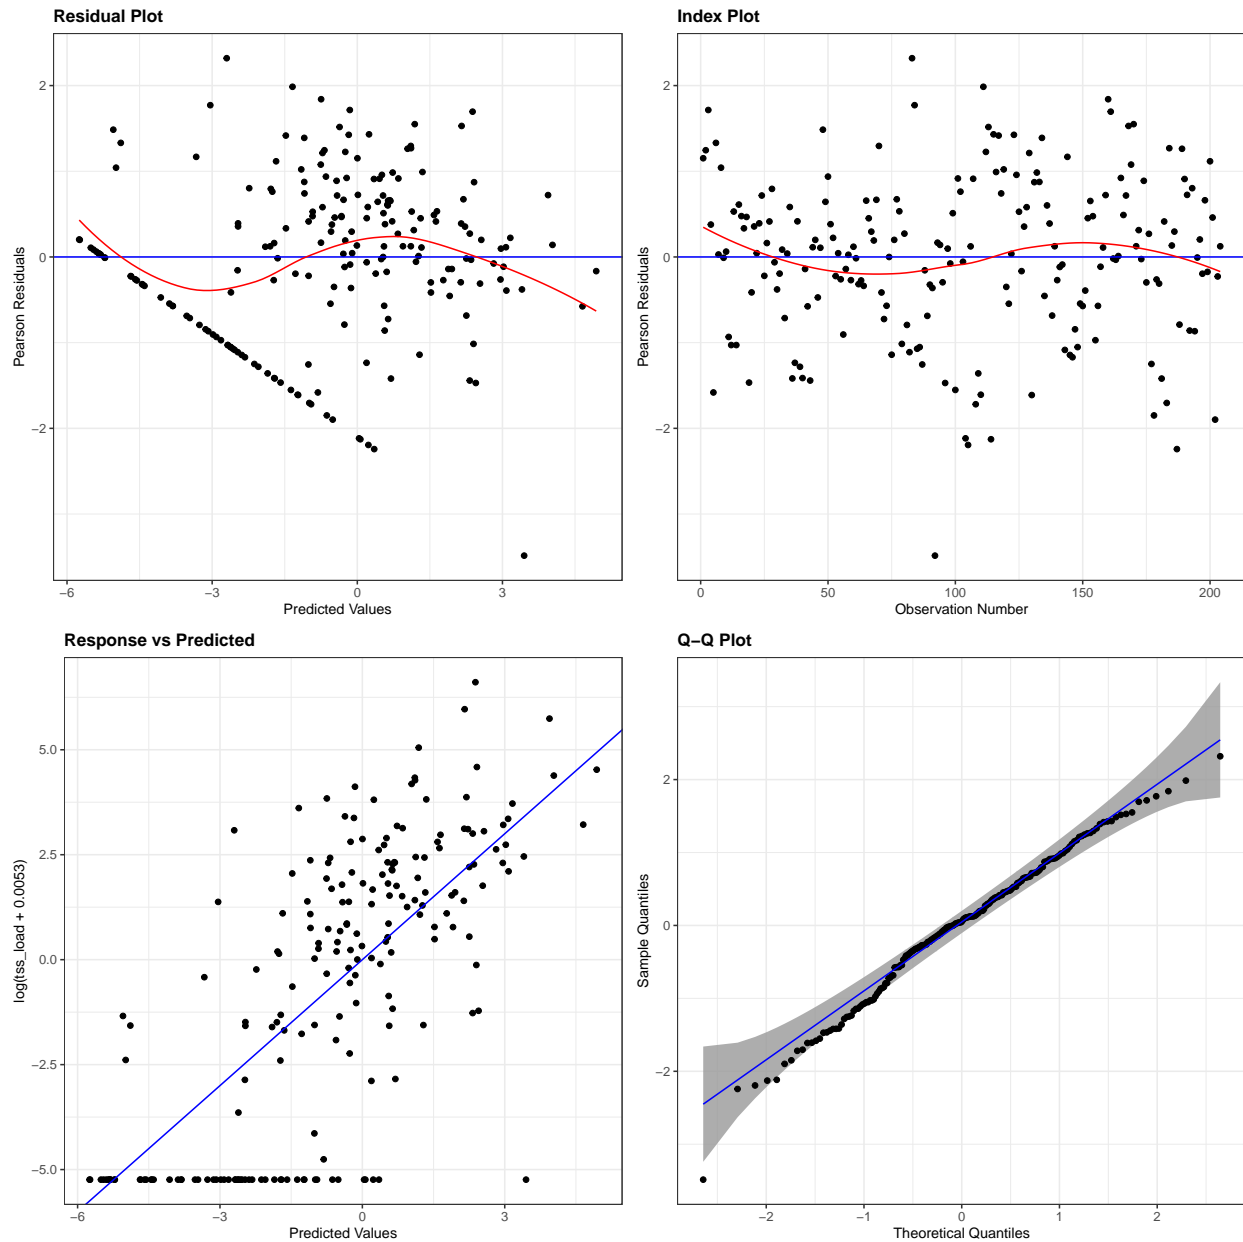 Residual Plot
2
0
−2
−6
−3
0
3
Pearson Residuals
Predicted Values
Index Plot
2
0
−2
0
50
100
150
200
Pearson Residuals
Observation Number
Response vs Predicted
5.0
2.5
0.0
−2.5
−5.0
−6
−3
0
3
log(tss_load + 0.0053)
Predicted Values
Q−Q Plot
2
0
−2
−2
−1
0
1
2
Sample Quantiles
Theoretical Quantiles